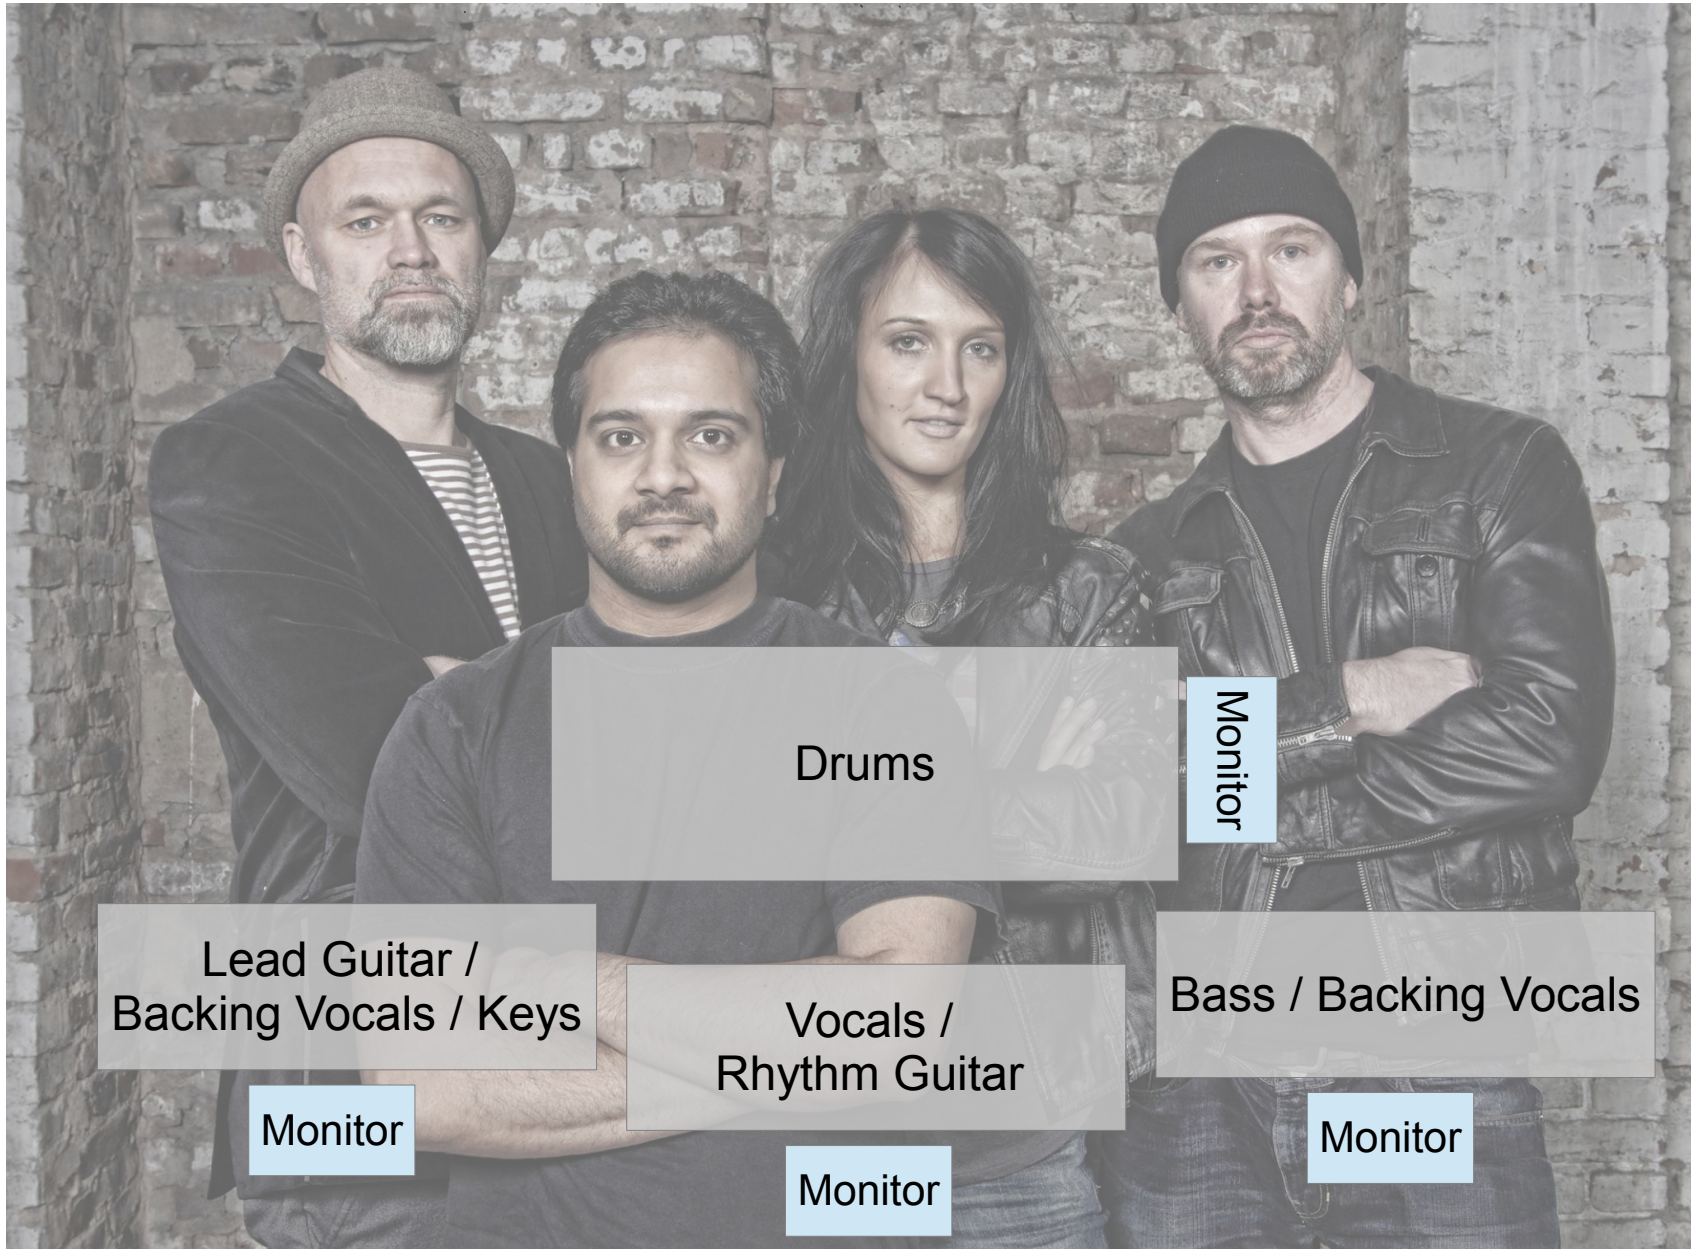 Drums
Monitor
Lead Guitar /
Backing Vocals / Keys
Vocals /
Rhythm Guitar
Bass / Backing Vocals
Monitor
Monitor
Monitor